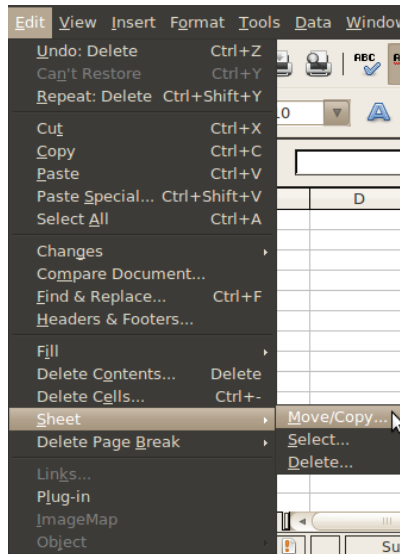 Edit View Insert Format Tools Data Window
Undo: Delete Ctrl+Z
Can't Restore Ctrl+Y
Repeat: Delete Ctrl+Shift+Y
ABC
.0
Cut Ctrl+X
Copy Ctrl+C
Paste Ctrl+V
Paste Special... Ctrl+Shift+V
D
Select All Ctrl+A
Changes
Compare Document...
Find & Replace... Ctrl+F
Headers & Footers...
Fill
Delete Contents... Delete
Delete Cells... Ctrl+-
Sheet
Move/Copy...
Delete Page Break
Select...
Delete...
Links...
Plug-in
ImageMap
Object
Su